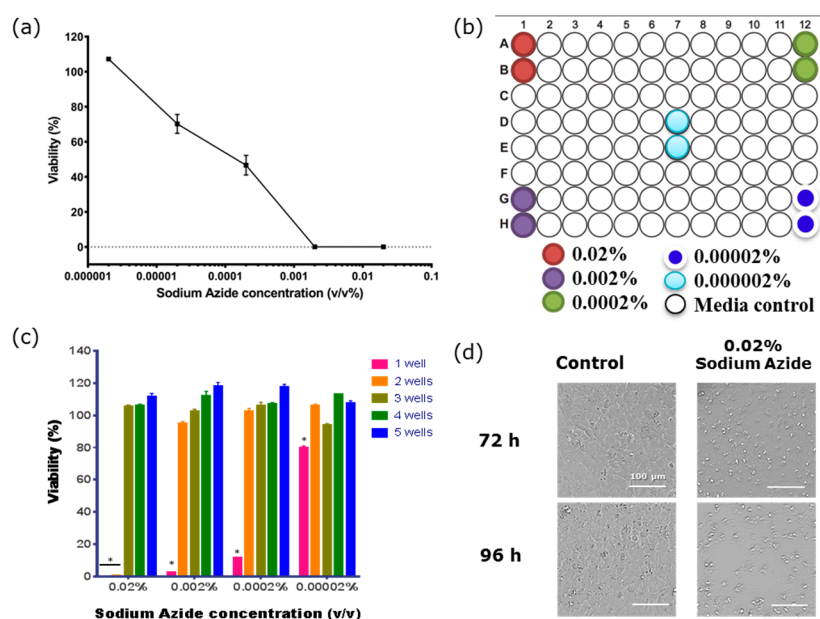 (a)
120
100
80
60
40
20
0
Viability (%)
0.000001 0.00001 0.0001 0.001 0.01 0.1
Sodium Azide concentration (v/v%)
(b)
1 2 3 4 5 6 7 8 9 10 11 12
A
B
C
D
E
F
G
H
0.02% 0.00002%
0.002% 0.000002%
0.0002% Media control
(c)
140
120
100
80
60
40
20
0
Viability (%)
* * * *
0.02% 0.002% 0.0002% 0.00002%
Sodium Azide concentration (v/v)
1 well
2 wells
3 wells
4 wells
5 wells
(d)
Control
0.02%
Sodium Azide
72 h
100 µm
96 h